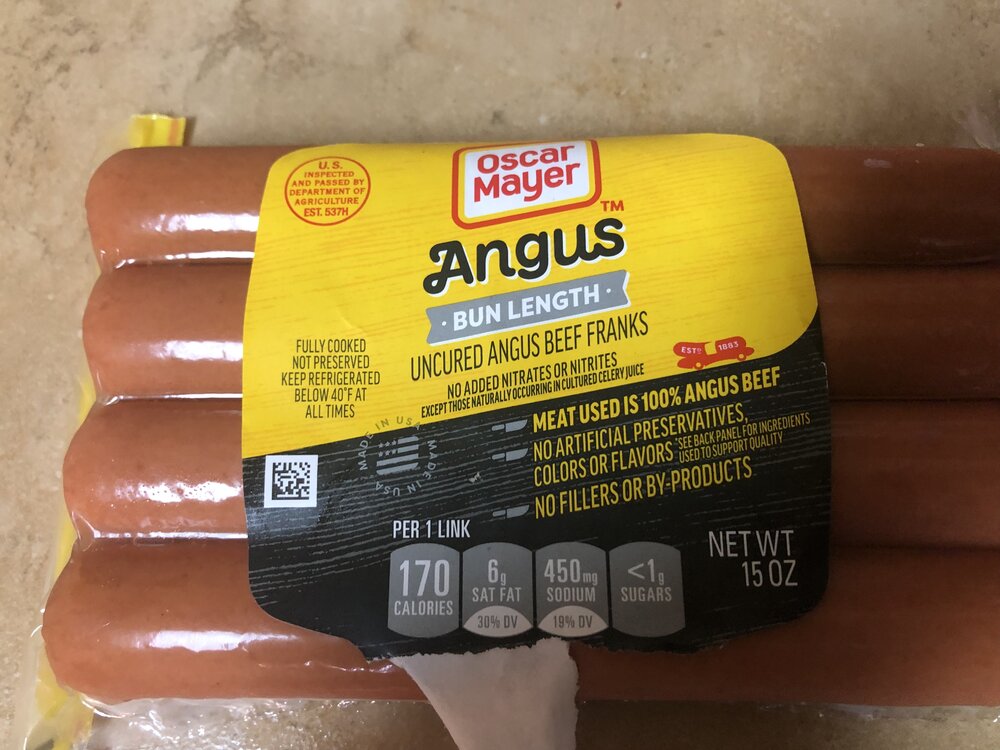 U.S.
INSPECTED
AND PASSED BY
DEPARTMENT OF
AGRICULTURE
EST. 537H
Oscar
Mayer
TM
Angus
· BUN LENGTH ·
UNCURED ANGUS BEEF FRANKS
NO ADDED NITRATES OR NITRITES
EXCEPT THOSE NATURALLY OCCURRING IN CULTURED CELERY JUICE
FULLY COOKED
NOT PRESERVED
KEEP REFRIGERATED
BELOW 40°F AT
ALL TIMES
ESTD 1883
MADE IN USA MADE IN USA
MEAT USED IS 100% ANGUS BEEF
NO ARTIFICIAL PRESERVATIVES,
COLORS OR FLAVORS
*SEE BACK PANEL FOR INGREDIENTS
USED TO SUPPORT QUALITY
NO FILLERS OR BY-PRODUCTS
PER 1 LINK
170
CALORIES
6g
SAT FAT
30% DV
450mg
SODIUM
19% DV
<1g
SUGARS
NET WT
15 OZ